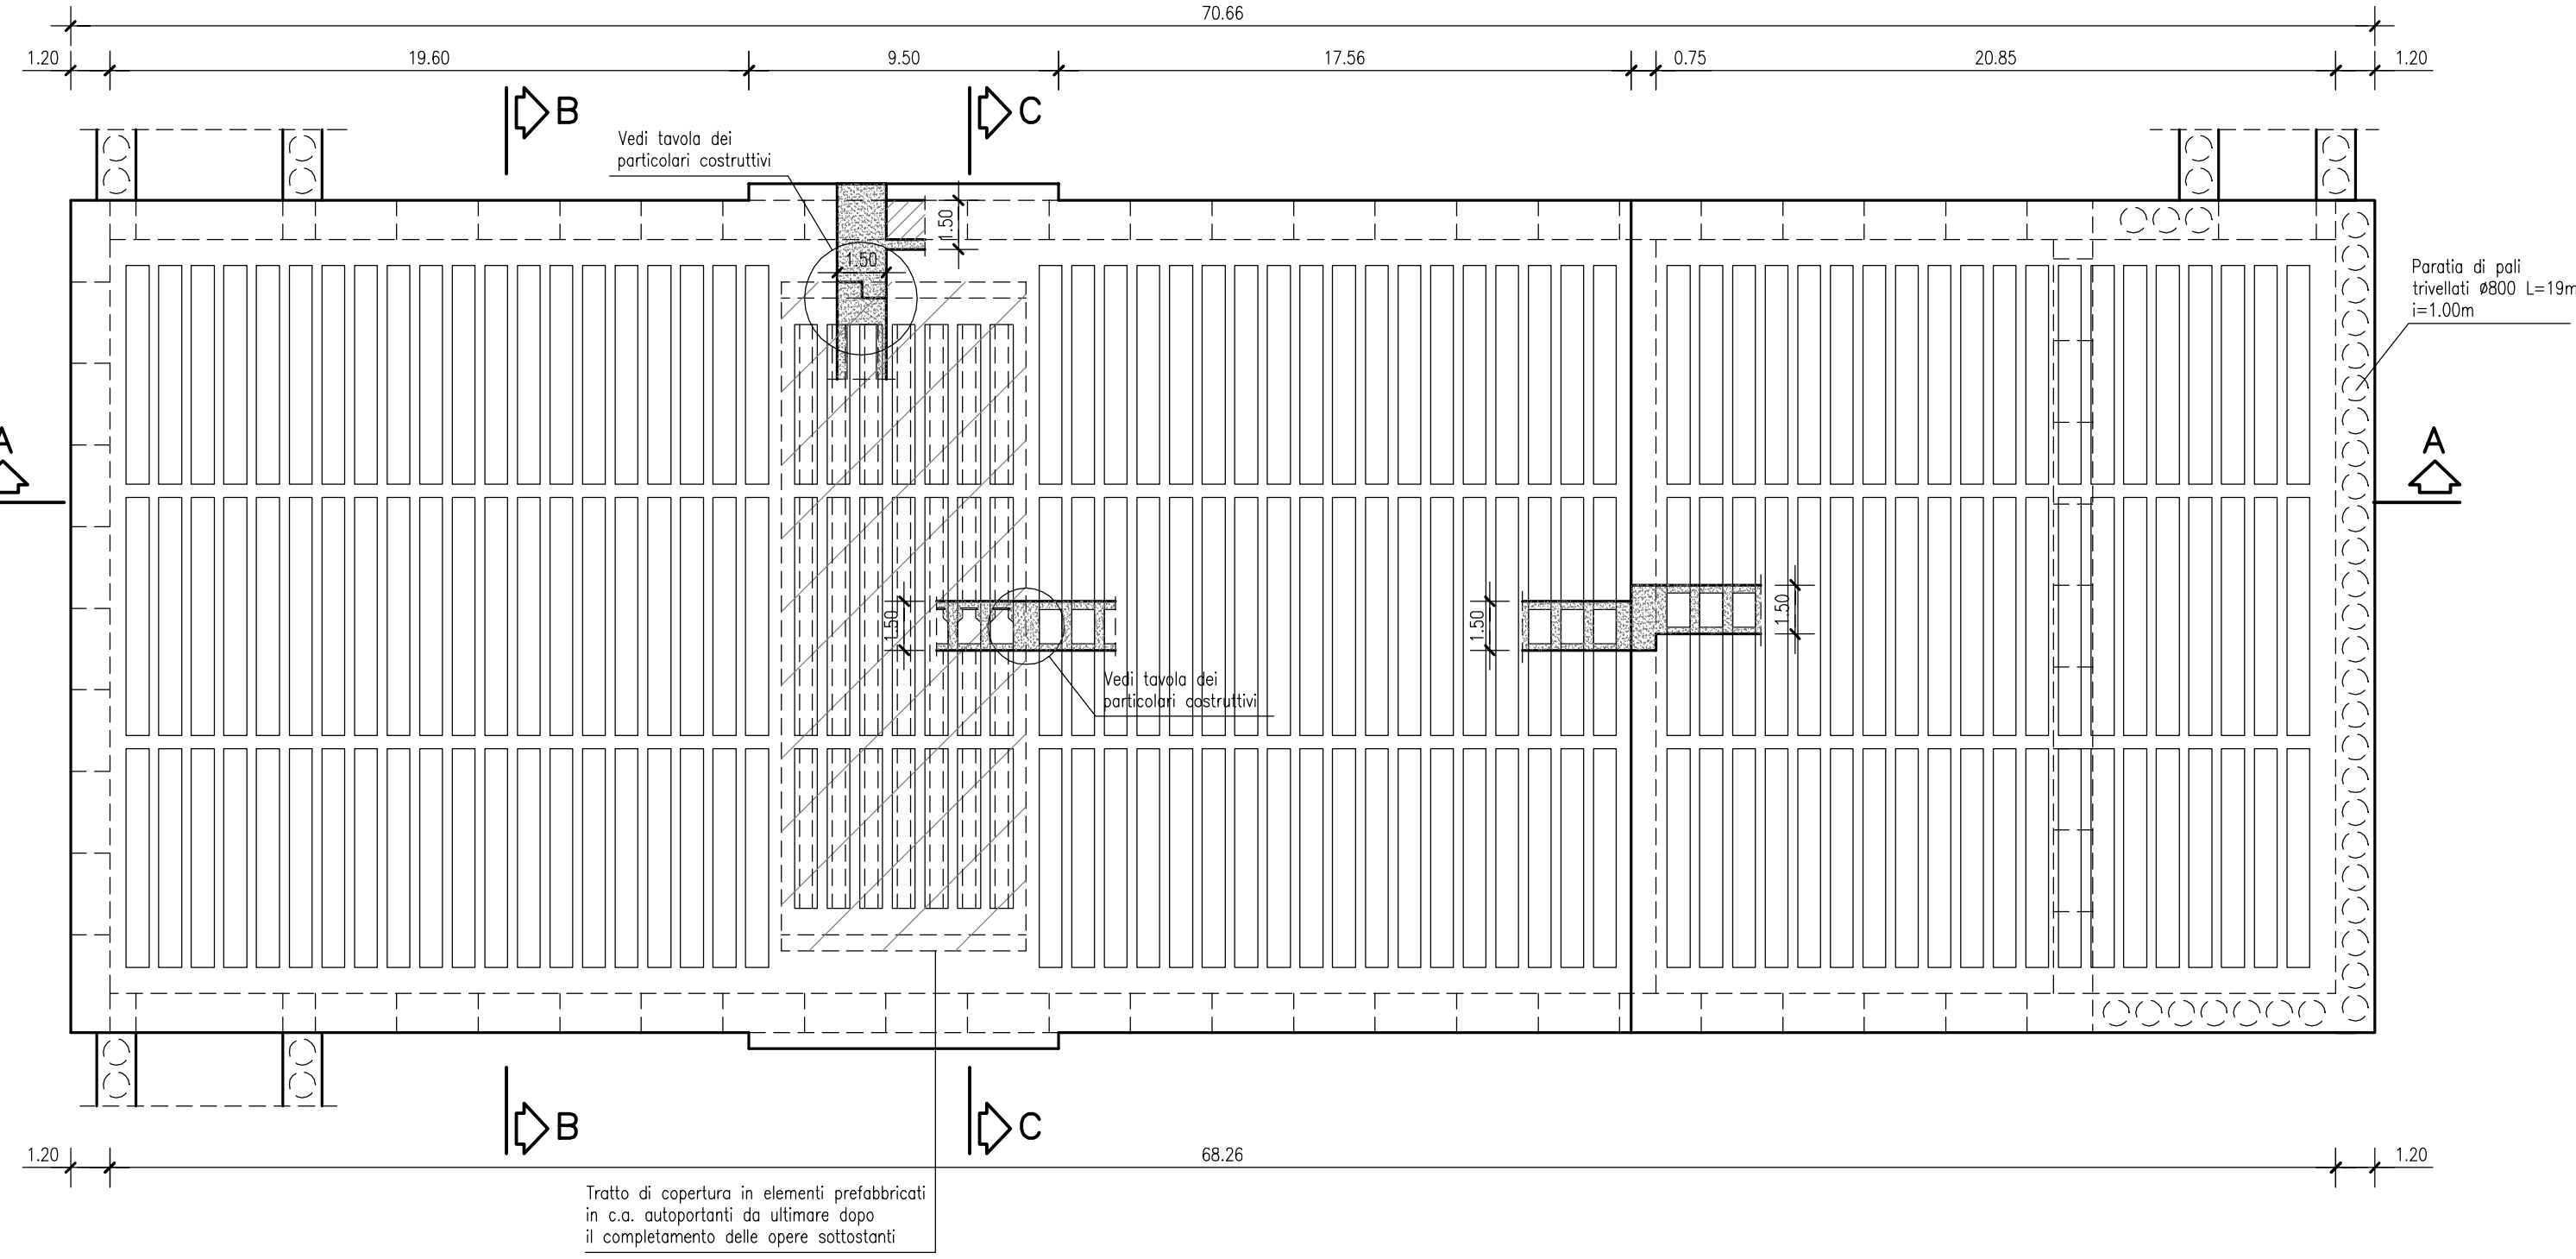 70.66
1.20
19.60
9.50
17.56
0.75
20.85
1.20
B
C
Vedi tavola dei
particolari costruttivi
1.50
1.50
Paratia di pali
trivellati ø800 L=19m
i=1.00m
A
A
1.50
1.50
1.50
Vedi tavola dei
particolari costruttivi
B
C
1.20
68.26
1.20
Tratto di copertura in elementi prefabbricati
in c.a. autoportanti da ultimare dopo
il completamento delle opere sottostanti